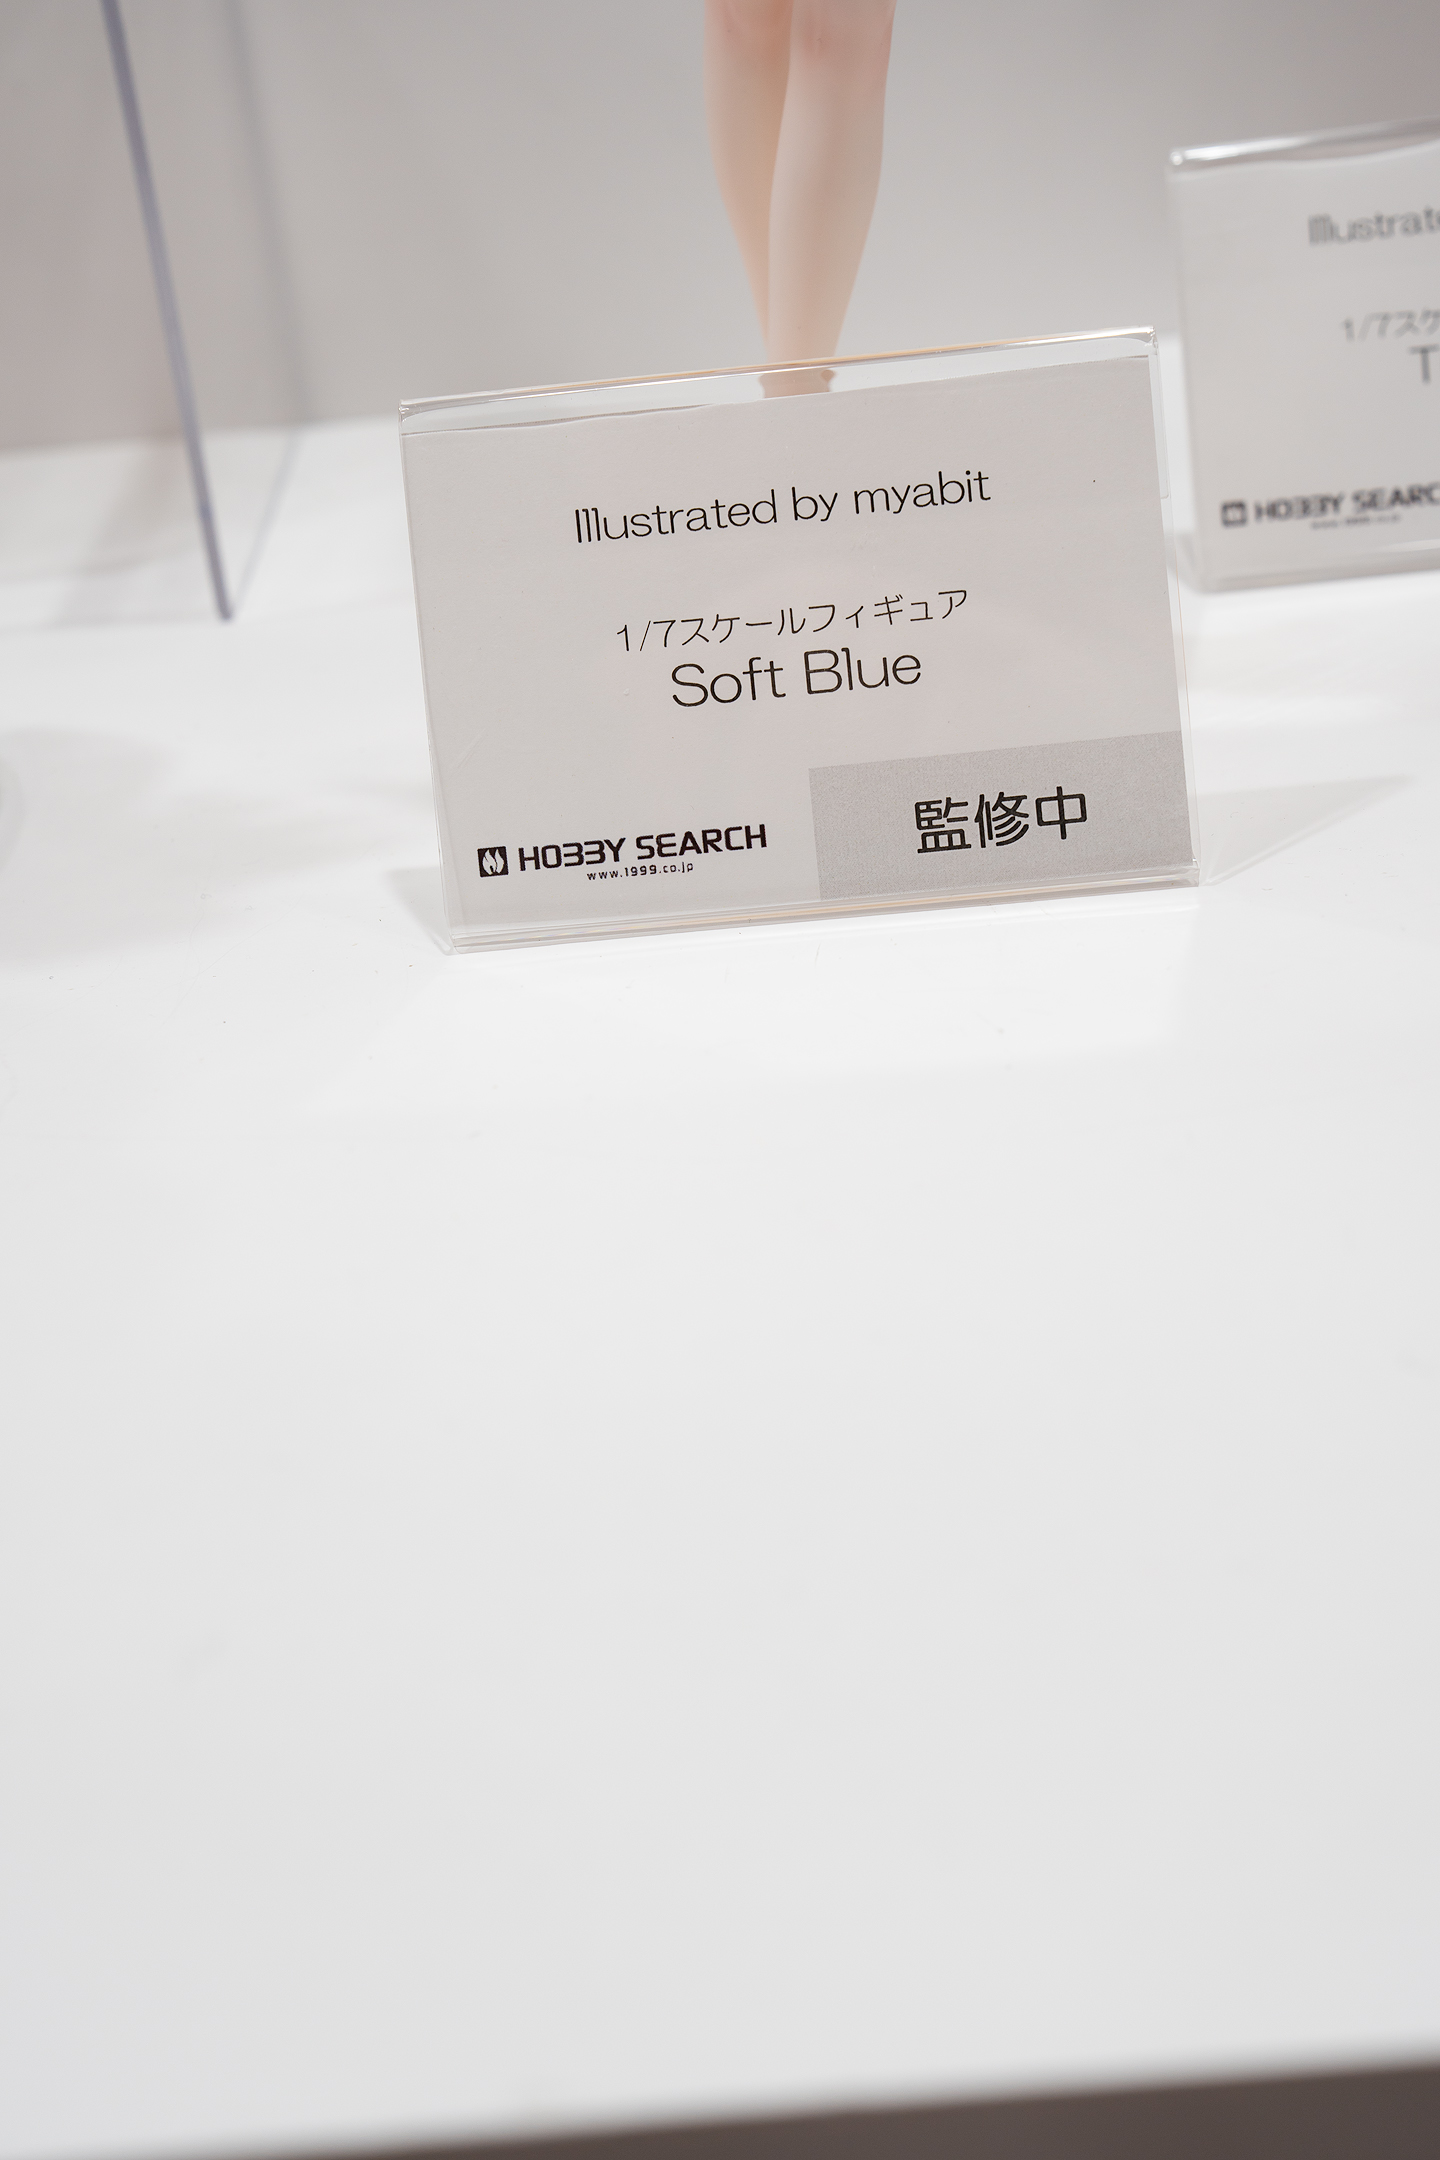 Illustrated by myabit
1/7スケールフィギュア
Soft Blue
HOBBY SEARCH
www.1999.co.jp
監修中
HOBBY